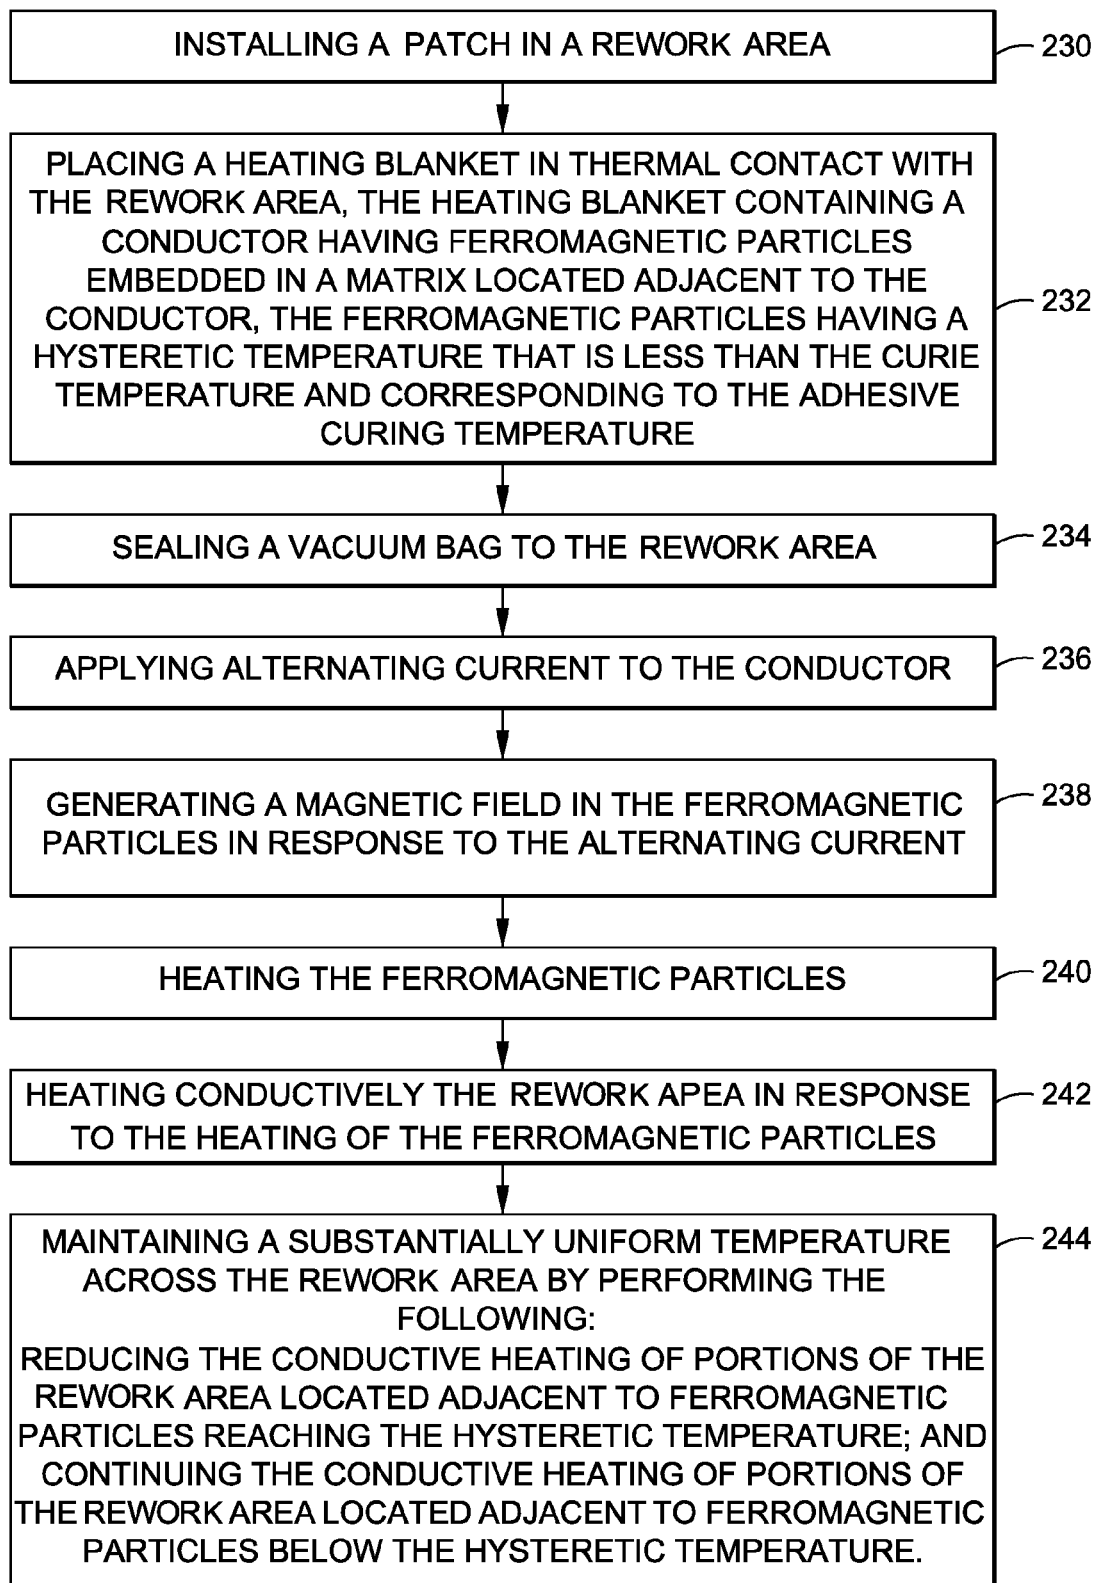 INSTALLING A PATCH IN A REWORK AREA
230
PLACING A HEATING BLANKET IN THERMAL CONTACT WITH
THE REWORK AREA, THE HEATING BLANKET CONTAINING A
CONDUCTOR HAVING FERROMAGNETIC PARTICLES
EMBEDDED IN A MATRIX LOCATED ADJACENT TO THE
CONDUCTOR, THE FERROMAGNETIC PARTICLES HAVING A
HYSTERETIC TEMPERATURE THAT IS LESS THAN THE CURIE
TEMPERATURE AND CORRESPONDING TO THE ADHESIVE
CURING TEMPERATURE
232
SEALING A VACUUM BAG TO THE REWORK AREA
234
APPLYING ALTERNATING CURRENT TO THE CONDUCTOR
236
GENERATING A MAGNETIC FIELD IN THE FERROMAGNETIC
PARTICLES IN RESPONSE TO THE ALTERNATING CURRENT
238
HEATING THE FERROMAGNETIC PARTICLES
240
HEATING CONDUCTIVELY THE REWORK APEA IN RESPONSE
TO THE HEATING OF THE FERROMAGNETIC PARTICLES
242
MAINTAINING A SUBSTANTIALLY UNIFORM TEMPERATURE
ACROSS THE REWORK AREA BY PERFORMING THE
FOLLOWING:
REDUCING THE CONDUCTIVE HEATING OF PORTIONS OF THE
REWORK AREA LOCATED ADJACENT TO FERROMAGNETIC
PARTICLES REACHING THE HYSTERETIC TEMPERATURE; AND
CONTINUING THE CONDUCTIVE HEATING OF PORTIONS OF
THE REWORK AREA LOCATED ADJACENT TO FERROMAGNETIC
PARTICLES BELOW THE HYSTERETIC TEMPERATURE.
244